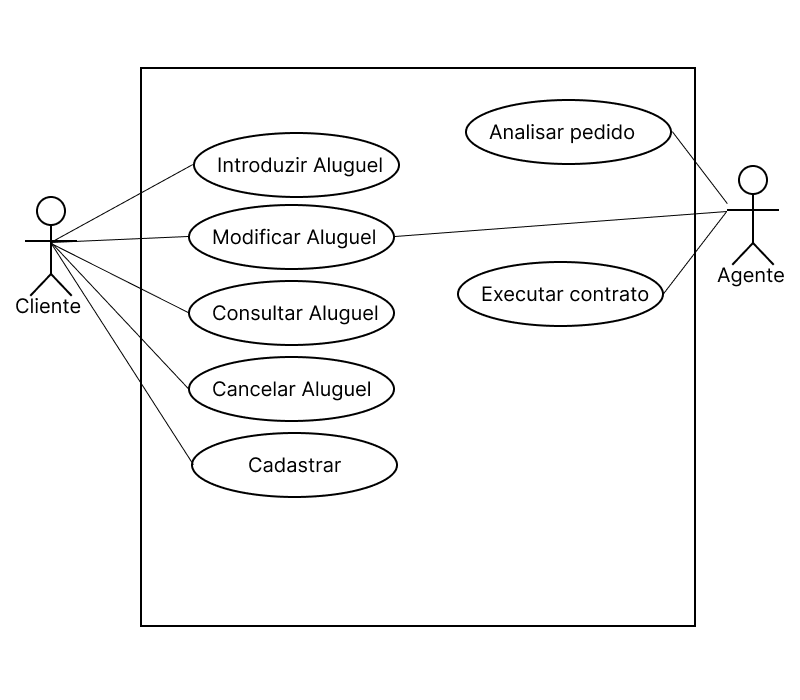 Analisar pedido
Introduzir Aluguel
Modificar Aluguel
Agente
Executar contrato
Cliente
Consultar Aluguel
Cancelar Aluguel
Cadastrar